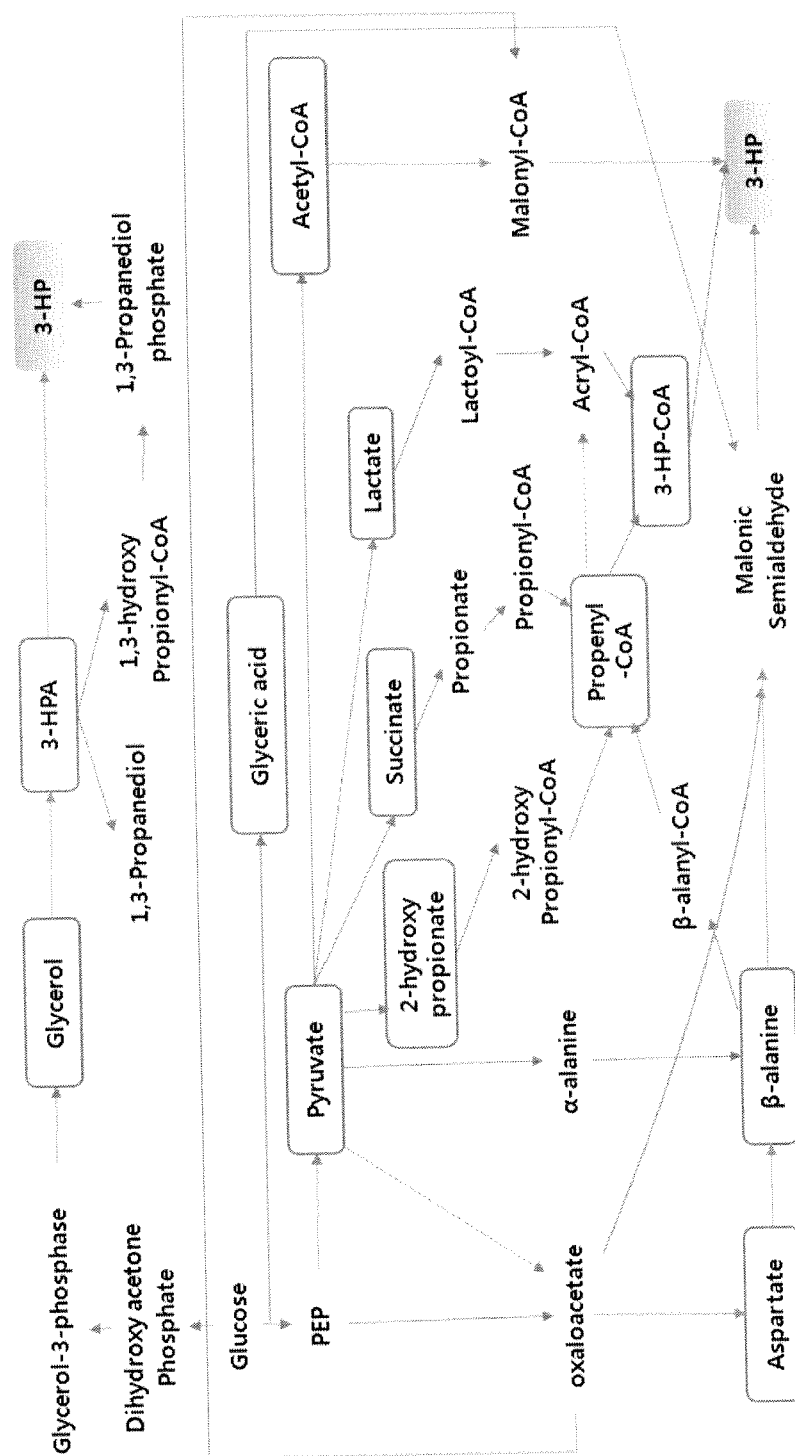 Glycerol-3-phosphase
Glycerol
3-HPA
3-HP
Dihydroxy acetone
Phosphate
1,3-Propanediol
1,3-hydroxy
Propionyl-CoA
1,3-Propanediol
phosphate
Glucose
Glyceric acid
PEP
Pyruvate
Acetyl-CoA
2-hydroxy
propionate
Succinate
Lactate
Propionate
Lactoyl-CoA
oxaloacetate
α-alanine
2-hydroxy
Propionyl-CoA
Propionyl-CoA
Acryl-CoA
Malonyl-CoA
Propenyl
-CoA
3-HP-CoA
β-alanyl-CoA
Aspartate
β-alanine
Malonic
Semialdehyde
3-HP